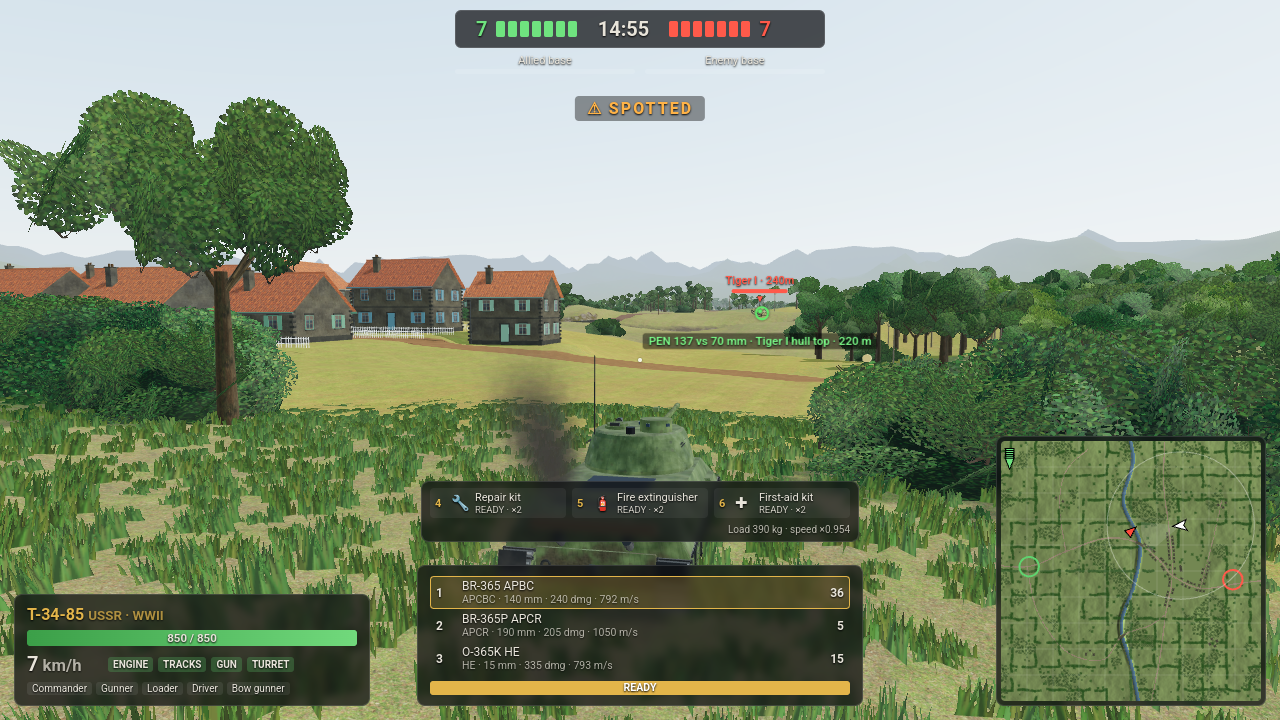 7 14:55 7
Allied base Enemy base
⚠ SPOTTED
Tiger I · 240m
PEN 137 vs 70 mm · Tiger I hull top · 220 m
4 Repair kit
READY · ×2
5 Fire extinguisher
READY · ×2
6 First-aid kit
READY · ×2
Load 390 kg · speed ×0.954
1 BR-365 APBC 36
APCBC · 140 mm · 240 dmg · 792 m/s
2 BR-365P APCR 5
APCR · 190 mm · 205 dmg · 1050 m/s
3 O-365K HE 15
HE · 15 mm · 335 dmg · 793 m/s
READY
T-34-85 USSR · WWII
850 / 850
7 km/h ENGINE TRACKS GUN TURRET
Commander Gunner Loader Driver Bow gunner